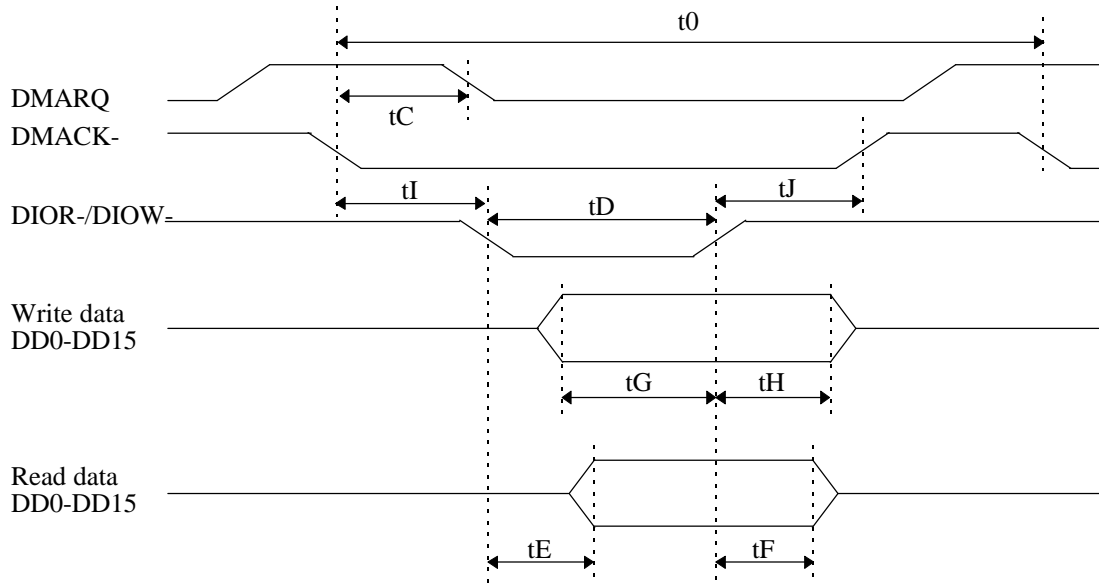 t0
DMARQ
tC
DMACK-
tI
tJ
tD
DIOR-/DIOW-
Write data
DD0-DD15
tG
tH
Read data
DD0-DD15
tE
tF